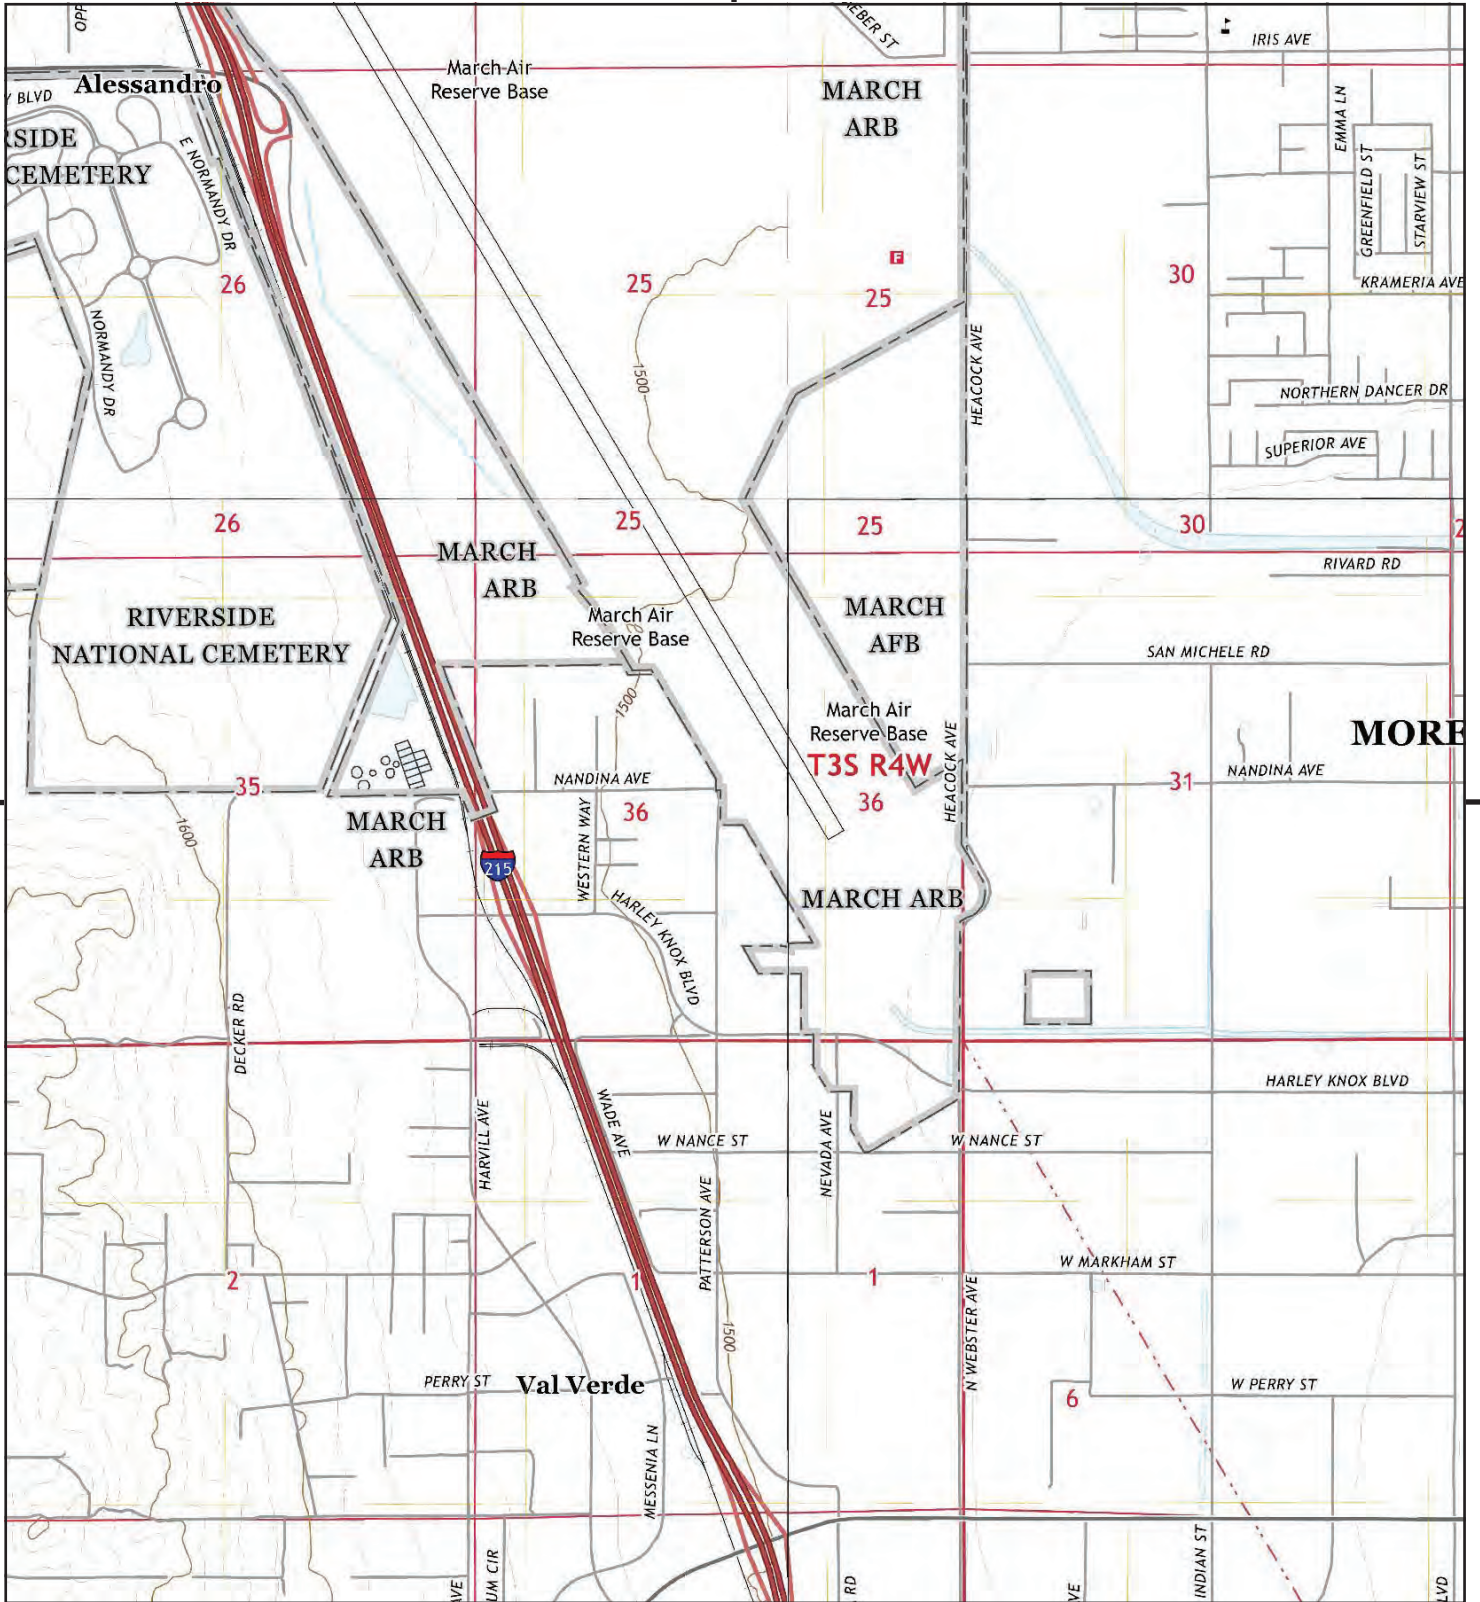 OPP
IEBER ST
IRIS AVE
Alessandro
March Air
Reserve Base
MARCH
ARB
Y BLVD
RSIDE
CEMETERY
E NORMANDY DR
EMMA LN
GREENFIELD ST
STARVIEW ST
F
26
25
25
30
KRAMERIA AVE
NORMANDY DR
1500
HEACOCK AVE
NORTHERN DANCER DR
SUPERIOR AVE
26
25
25
30
2
MARCH
ARB
RIVARD RD
RIVERSIDE
NATIONAL CEMETERY
March Air
Reserve Base
MARCH
AFB
SAN MICHELE RD
1500
March Air
Reserve Base
T3S R4W
36
HEACOCK AVE
MORE
35
NANDINA AVE
36
31
NANDINA AVE
1600
MARCH
ARB
WESTERN WAY
215
MARCH ARB
HARLEY KNOX BLVD
DECKER RD
HARLEY KNOX BLVD
HARVILL AVE
WADE AVE
W NANCE ST
NEVADA AVE
W NANCE ST
PATTERSON AVE
2
1
1
W MARKHAM ST
N WEBSTER AVE
1500
PERRY ST
Val Verde
6
W PERRY ST
MESSENIA LN
AVE
UM CIR
RD
VE
INDIAN ST
LVD